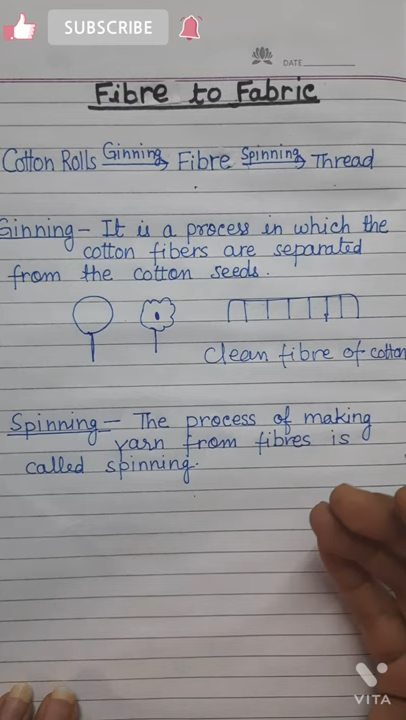 SUBSCRIBE
DATE
Fibre to Fabric
Cotton Rolls Ginning Fibre Spinning Thread
Ginning - It is a process in which the
cotton fibers are separated
from the cotton seeds.
Clean fibre of cotton
Spinning - The process of making
yarn from fibres is
called spinning.
VITA